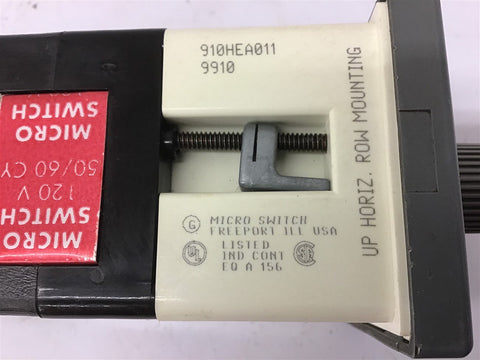 910HEA011
9910
UP HORIZ. ROW MOUNTING
G MICRO SWITCH
FREEPORT ILL USA
UL LISTED
IND CONT
EQ A 156
MICRO
SWITCH
120 V
50/60 CY
MICRO
SWITCH